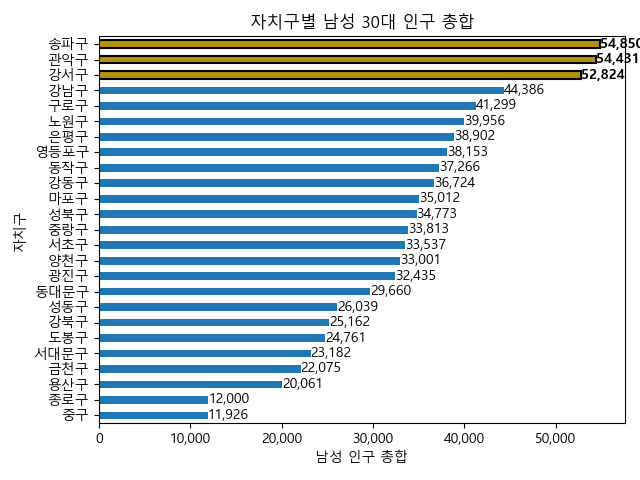 자치구별 남성 30대 인구 총합
송파구 54,850
관악구 54,431
강서구 52,824
강남구 44,386
구로구 41,299
노원구 39,956
은평구 38,902
영등포구 38,153
동작구 37,266
강동구 36,724
마포구 35,012
성북구 34,773
중랑구 33,813
서초구 33,537
양천구 33,001
광진구 32,435
동대문구 29,660
성동구 26,039
강북구 25,162
도봉구 24,761
서대문구 23,182
금천구 22,075
용산구 20,061
종로구 12,000
중구 11,926
자치구
0 10,000 20,000 30,000 40,000 50,000
남성 인구 총합